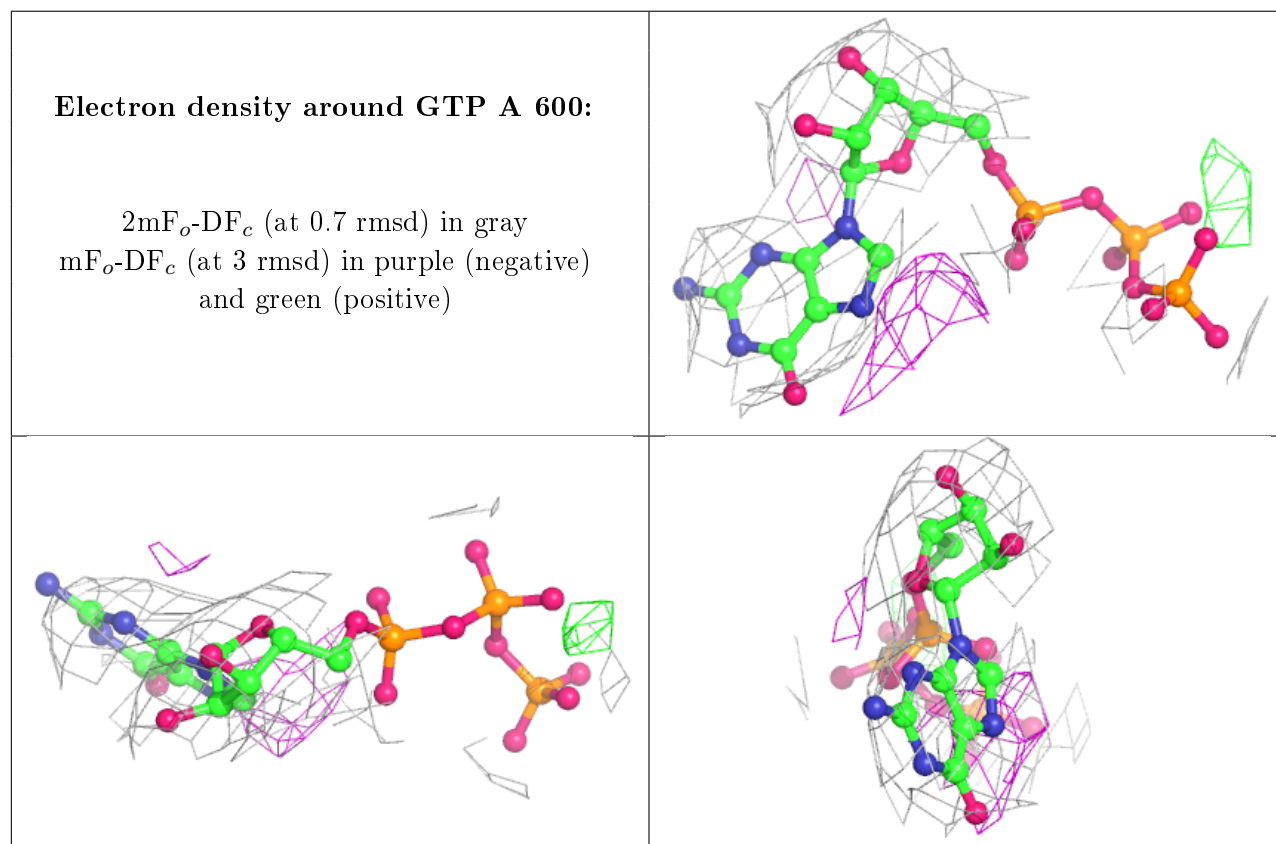 Electron density around GTP A 600:
2mFo-DFc (at 0.7 rmsd) in gray
mFo-DFc (at 3 rmsd) in purple (negative)
and green (positive)